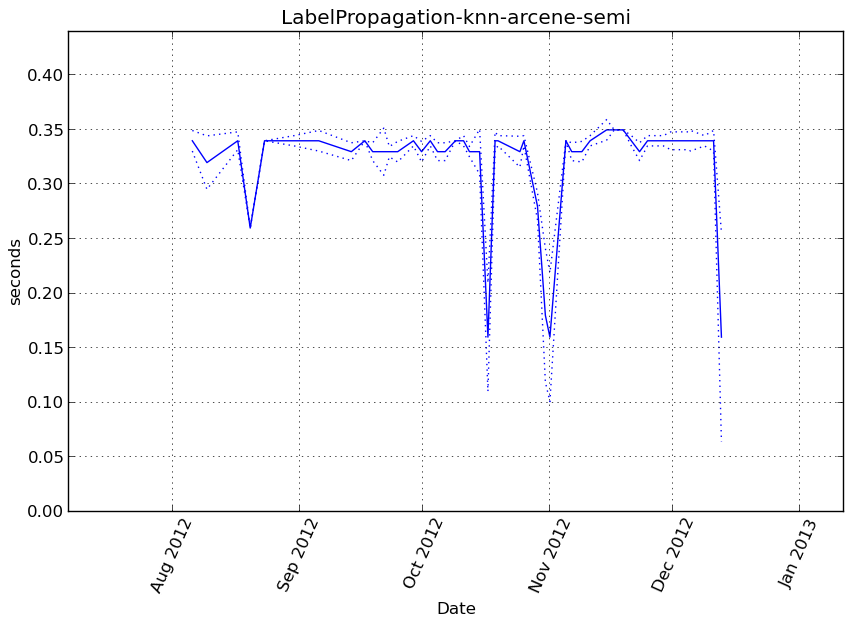 LabelPropagation-knn-arcene-semi
0.40
0.35
0.30
0.25
0.20
0.15
0.10
0.05
0.00
seconds
Aug 2012
Sep 2012
Oct 2012
Nov 2012
Dec 2012
Jan 2013
Date